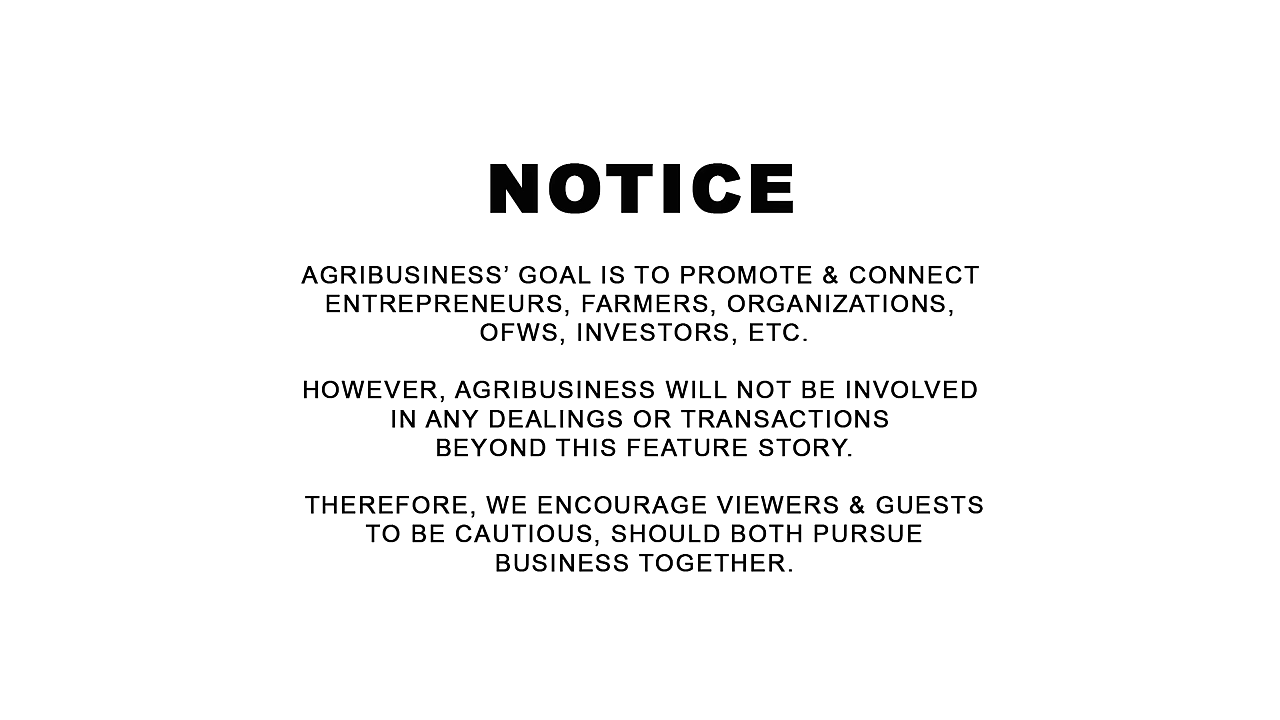 NOTICE
AGRIBUSINESS’ GOAL IS TO PROMOTE & CONNECT
ENTREPRENEURS, FARMERS, ORGANIZATIONS,
OFWS, INVESTORS, ETC.
HOWEVER, AGRIBUSINESS WILL NOT BE INVOLVED
IN ANY DEALINGS OR TRANSACTIONS
BEYOND THIS FEATURE STORY.
THEREFORE, WE ENCOURAGE VIEWERS & GUESTS
TO BE CAUTIOUS, SHOULD BOTH PURSUE
BUSINESS TOGETHER.